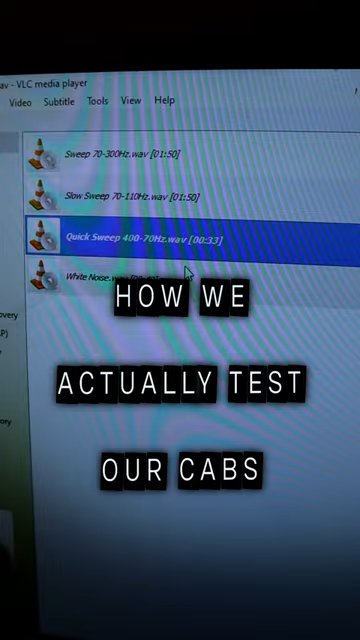 av - VLC media player
Video Subtitle Tools View Help
Sweep 70-300Hz.wav [01:50]
Slow Sweep 70-110Hz.wav [01:50]
Quick Sweep 400-70Hz.wav [00:33]
White Noise.wav
HOW WE
ACTUALLY TEST
OUR CABS